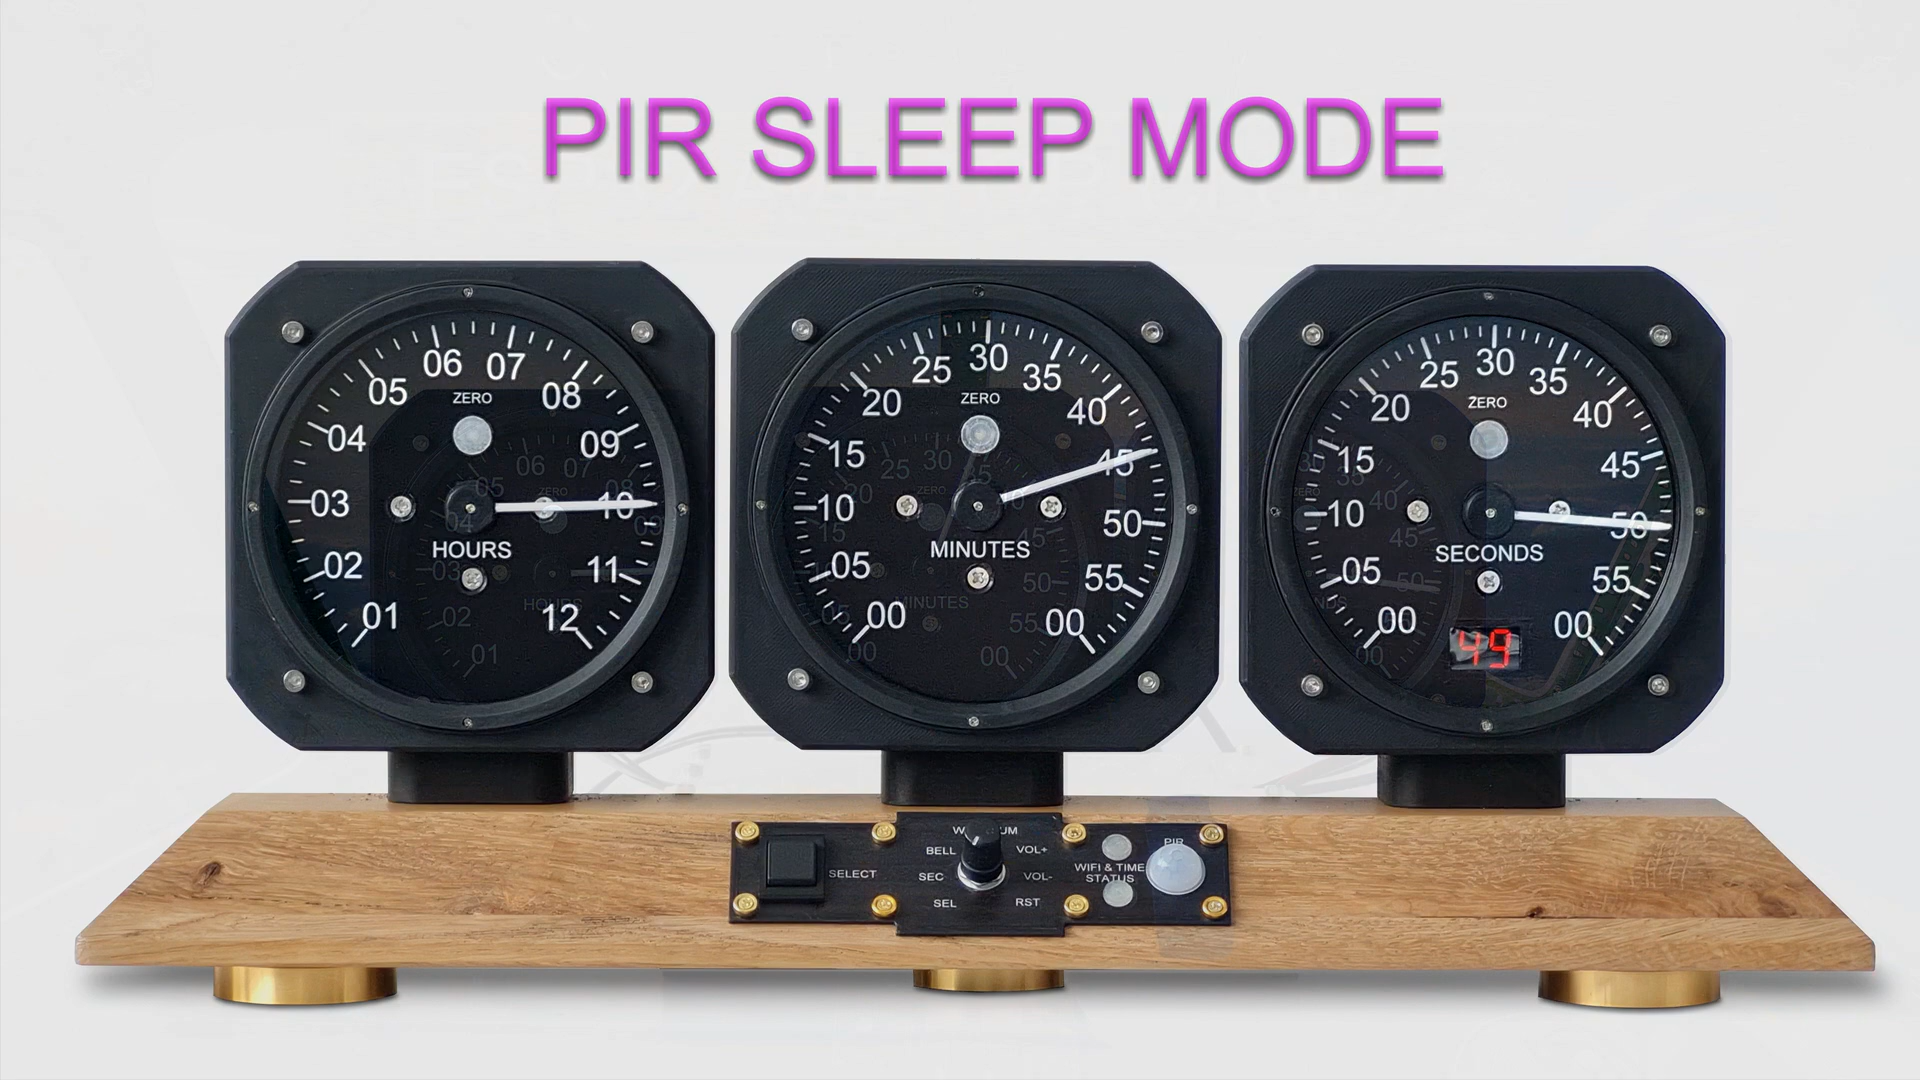 PIR SLEEP MODE
06 07
05 08
04 09
03 10
02 11
01 12
ZERO
HOURS
25 30 35
20 40
15 45
10 50
05 55
00 00
ZERO
MINUTES
25 30 35
20 40
15 45
10 50
05 55
00 00
ZERO
SECONDS
49
SELECT
BELL VOL+
SEC VOL-
SEL RST
WIFI & TIME
STATUS
PIR